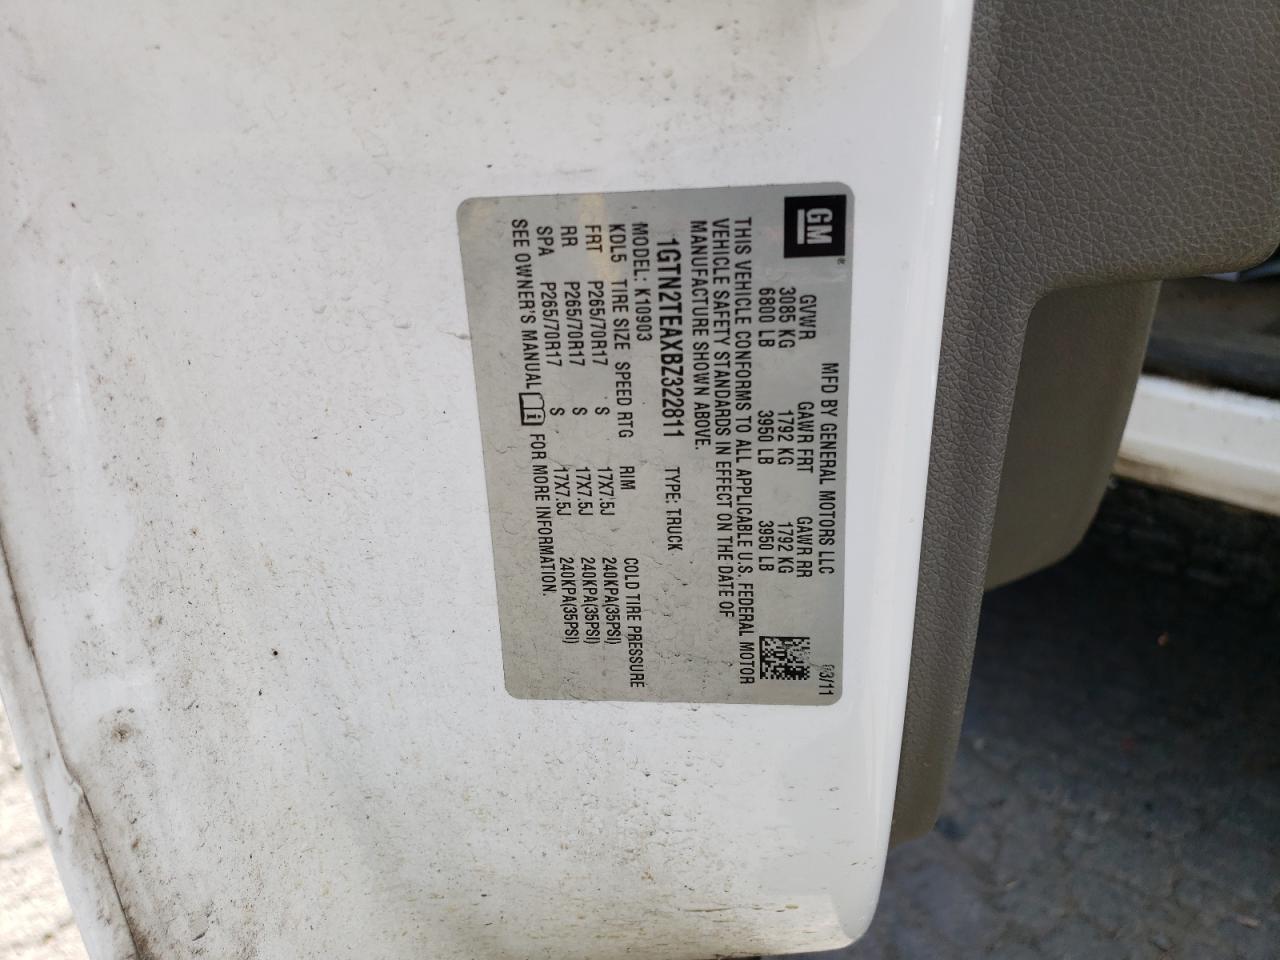 GM®
MFD BY GENERAL MOTORS LLC 03/11
GVWR GAWR FRT GAWR RR
3085 KG 1792 KG 1792 KG
6800 LB 3950 LB 3950 LB
THIS VEHICLE CONFORMS TO ALL APPLICABLE U.S. FEDERAL MOTOR
VEHICLE SAFETY STANDARDS IN EFFECT ON THE DATE OF
MANUFACTURE SHOWN ABOVE.
1GTN2TEAXBZ322811 TYPE: TRUCK
MODEL: K10903
KDL5 TIRE SIZE SPEED RTG RIM COLD TIRE PRESSURE
FRT P265/70R17 S 17X7.5J 240KPA(35PSI)
RR P265/70R17 S 17X7.5J 240KPA(35PSI)
SPA P265/70R17 S 17X7.5J 240KPA(35PSI)
SEE OWNER'S MANUAL i FOR MORE INFORMATION.